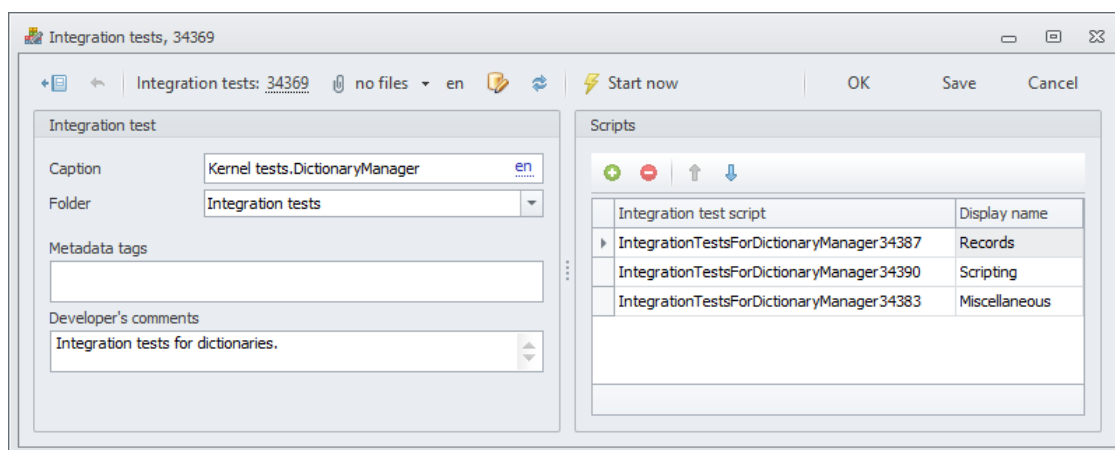 Integration tests, 34369
Integration tests: 34369 no files en Start now OK Save Cancel
Integration test
Caption Kernel tests.DictionaryManager en
Folder Integration tests
Metadata tags
Developer's comments
Integration tests for dictionaries.
Scripts
Integration test script Display name
IntegrationTestsForDictionaryManager34387 Records
IntegrationTestsForDictionaryManager34390 Scripting
IntegrationTestsForDictionaryManager34383 Miscellaneous